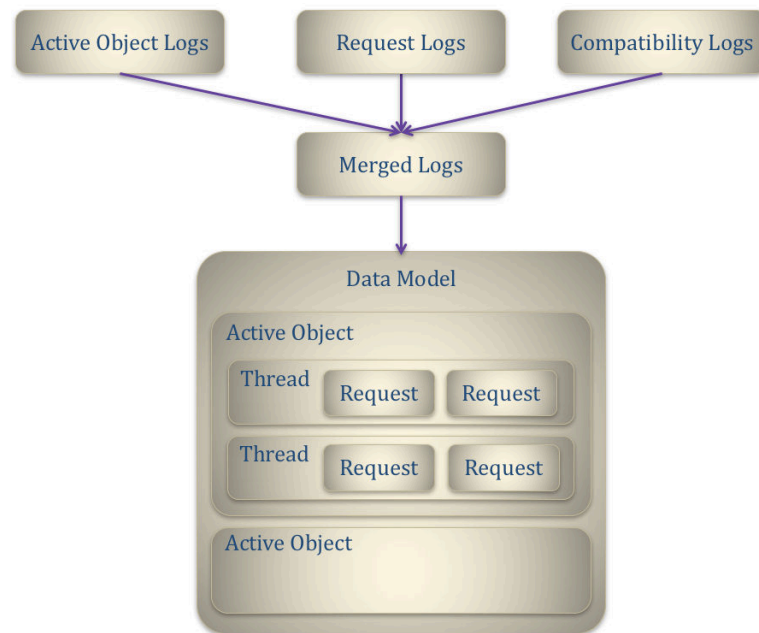 Active Object Logs
Request Logs
Compatibility Logs
Merged Logs
Data Model
Active Object
Thread
Request
Request
Thread
Request
Request
Active Object